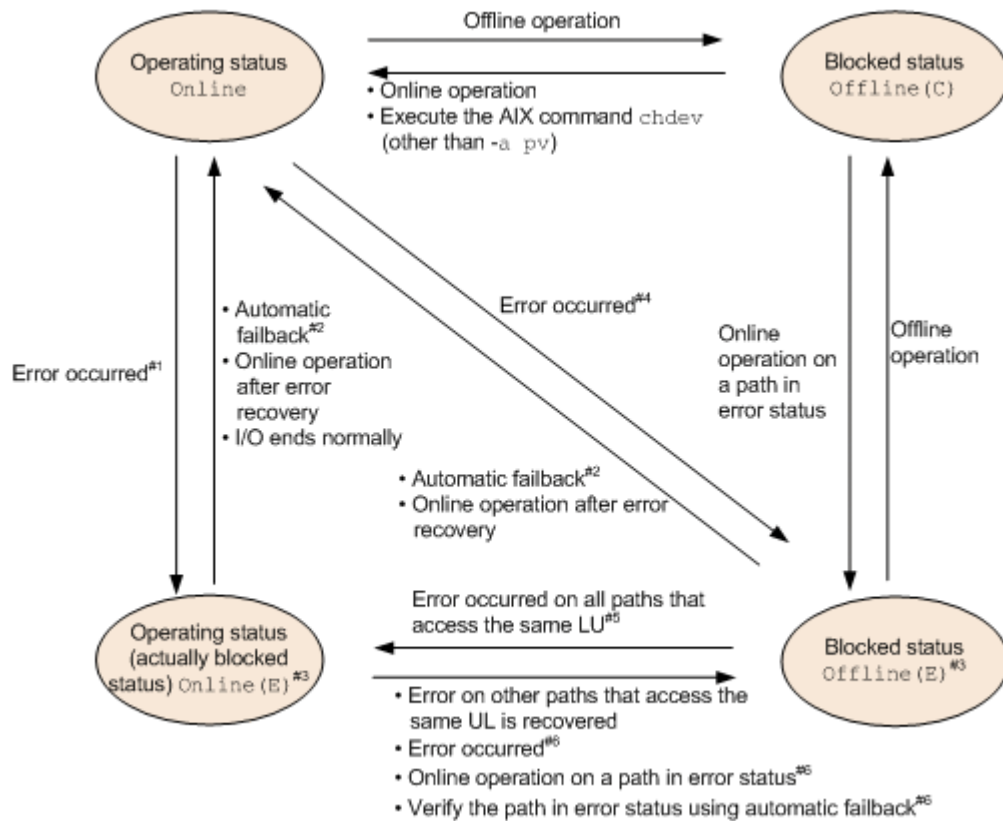 Offline operation
Operating status
Online
Blocked status
Offline(C)
• Online operation
• Execute the AIX command chdev
(other than -a pv)
Error occurred#1
• Automatic
failback#2
• Online operation
after error
recovery
• I/O ends normally
Error occurred#4
• Automatic failback#2
• Online operation after error
recovery
Online
operation on
a path in
error status
Offline
operation
Error occurred on all paths that
access the same LU#5
Operating status
(actually blocked
status) Online(E)#3
Blocked status
Offline(E)#3
• Error on other paths that access the
same UL is recovered
• Error occurred#6
• Online operation on a path in error status#6
• Verify the path in error status using automatic failback#6